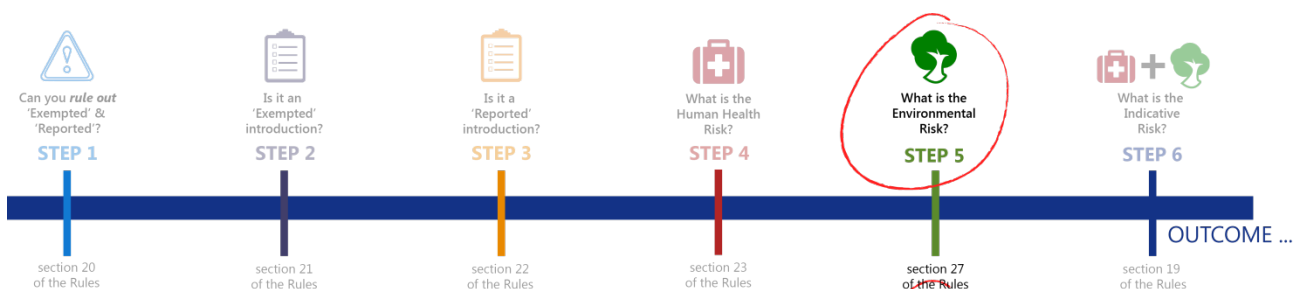 Can you rule out
'Exempted' &
'Reported'?
STEP 1
section 20
of the Rules
Is it an
'Exempted'
introduction?
STEP 2
section 21
of the Rules
Is it a
'Reported'
introduction?
STEP 3
section 22
of the Rules
What is the
Human Health
Risk?
STEP 4
section 23
of the Rules
What is the
Environmental
Risk?
STEP 5
section 27
of the Rules
What is the
Indicative
Risk?
STEP 6
section 19
of the Rules
OUTCOME ...